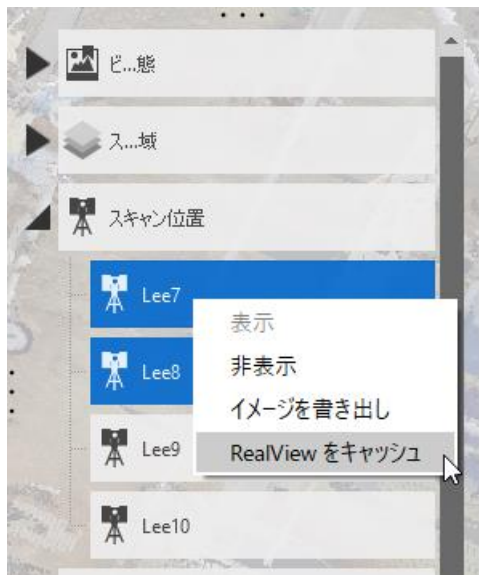 ビ...態
ス...域
スキャン位置
Lee7
表示
Lee8
非表示
イメージを書き出し
Lee9
RealView をキャッシュ
Lee10